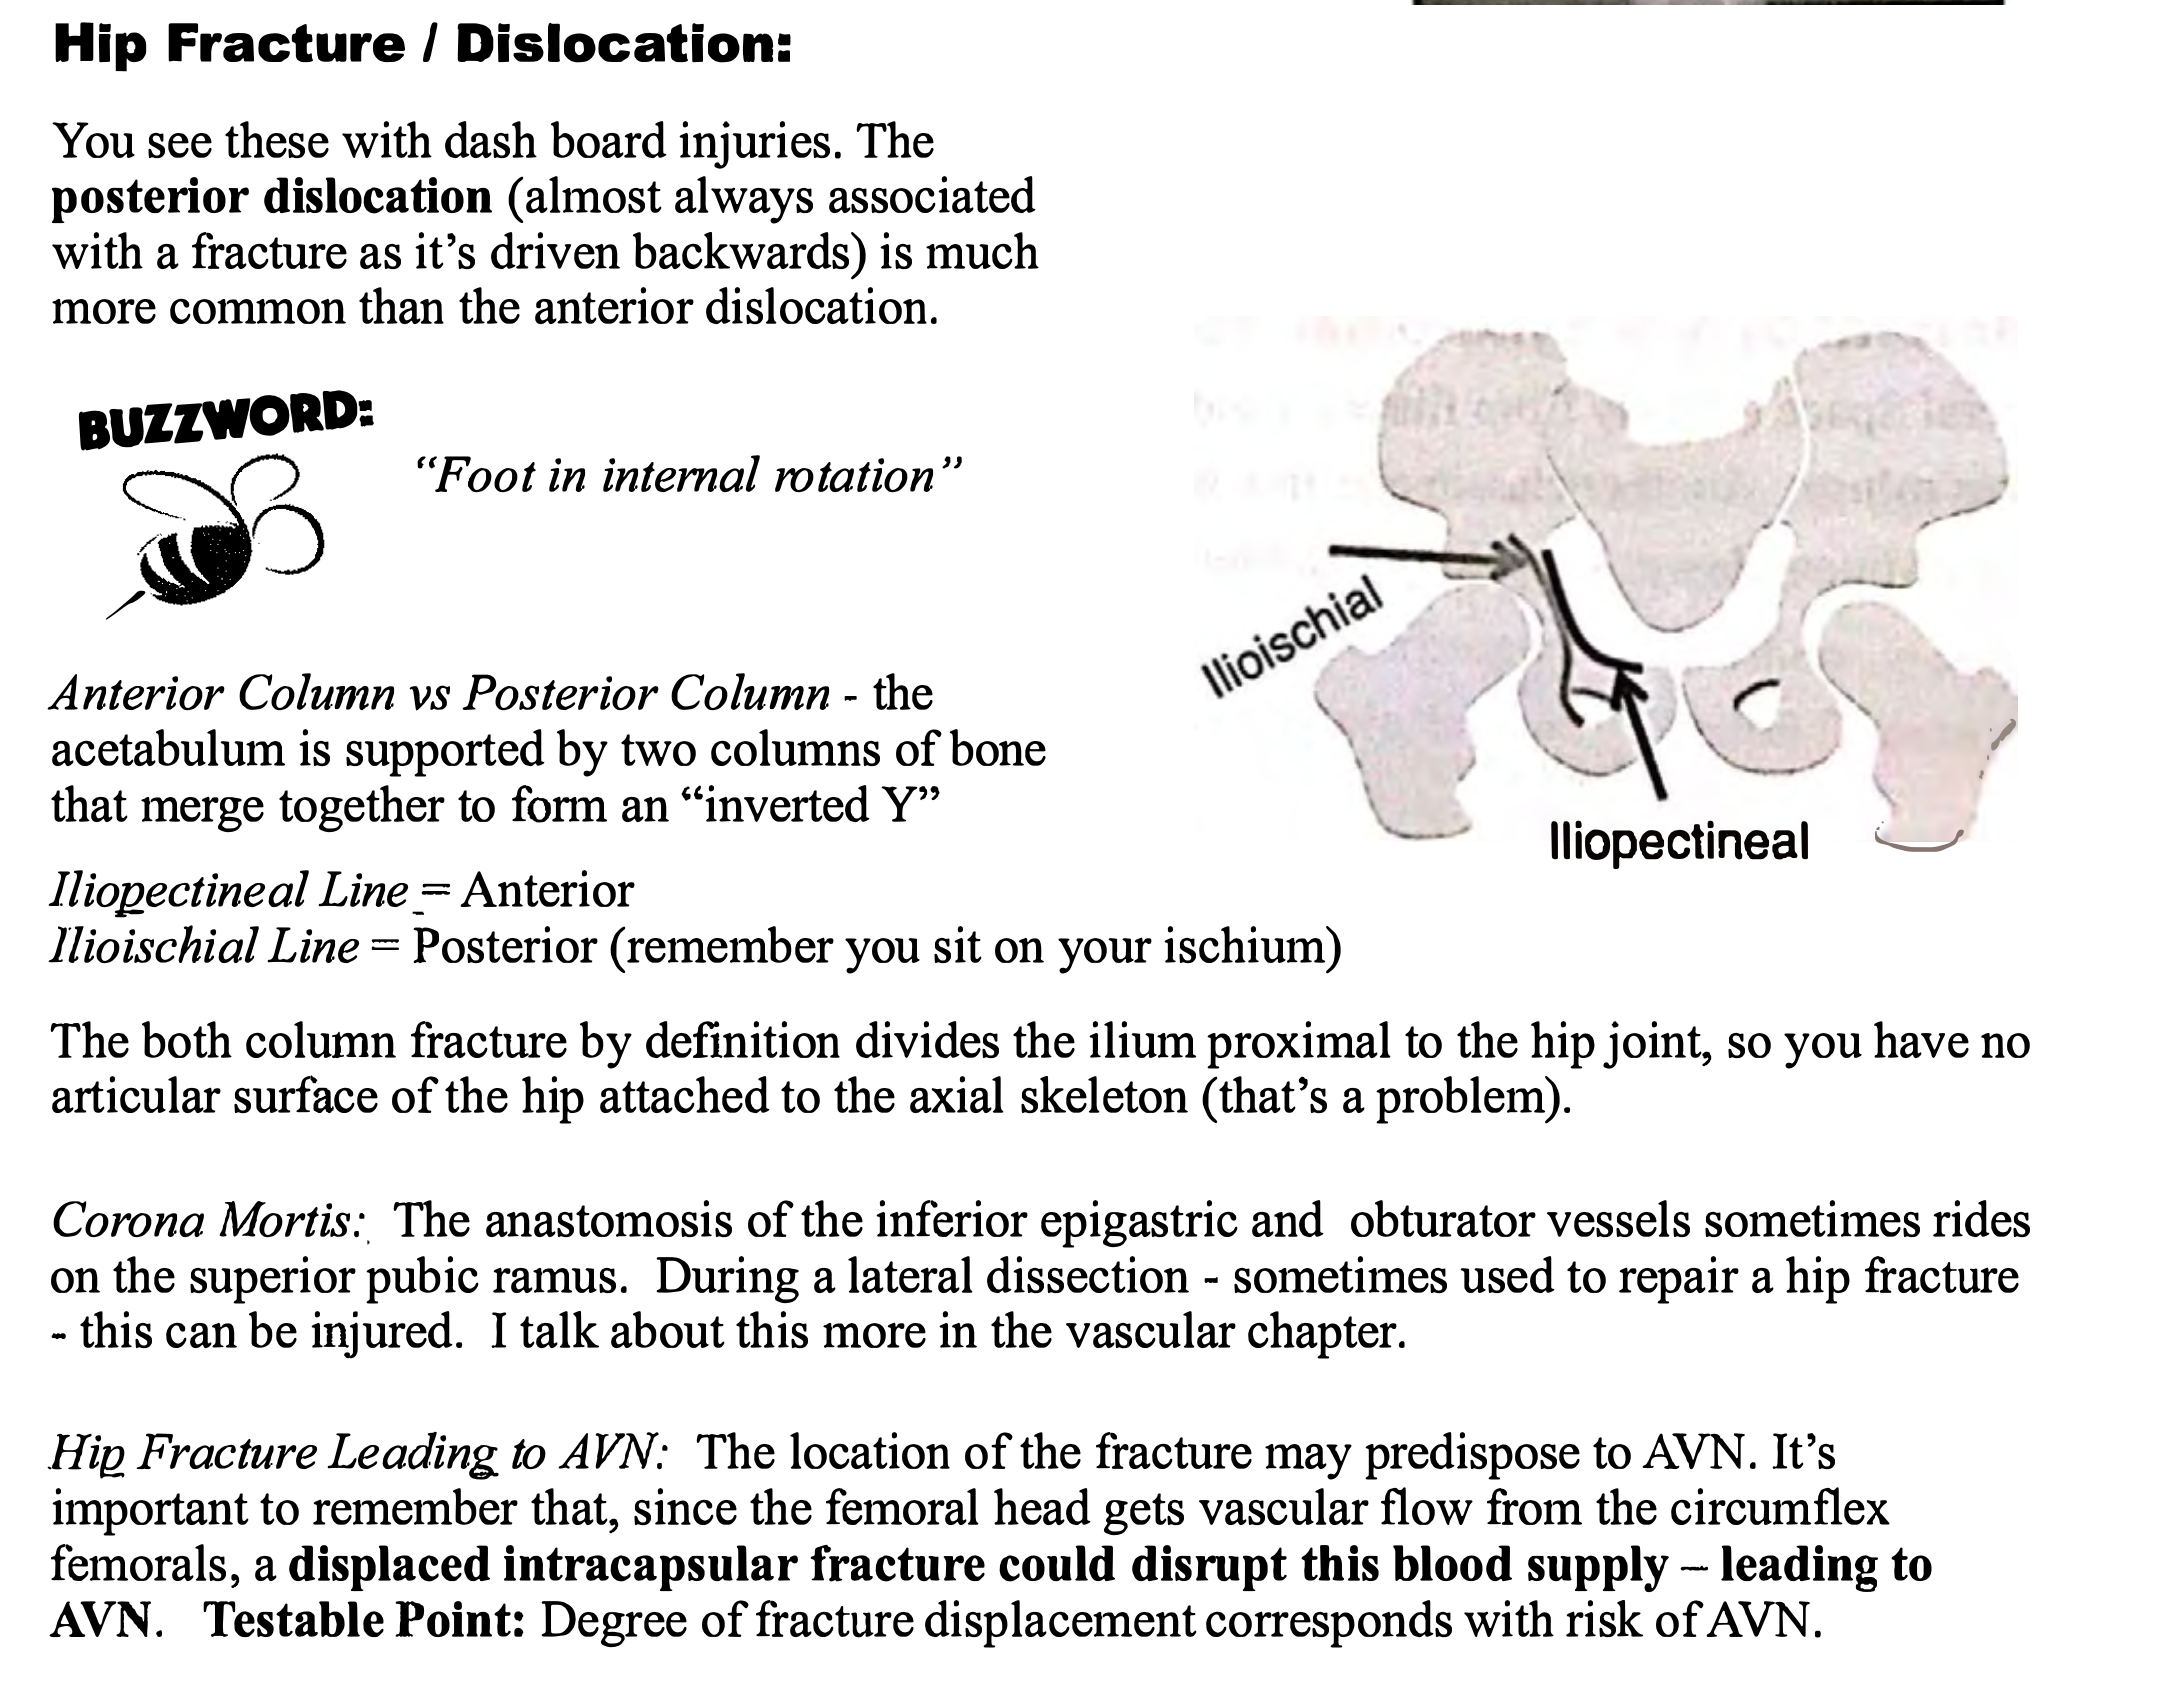 Hip Fracture / Dislocation:
You see these with dash board injuries. The
posterior dislocation (almost always associated
with a fracture as it's driven backwards) is much
more common than the anterior dislocation.
BUZZWORD:
“Foot in internal rotation”
Ilioischial
Iliopectineal
Anterior Column vs Posterior Column - the
acetabulum is supported by two columns of bone
that merge together to form an “inverted Y”
Iliopectineal Line = Anterior
Ilioischial Line = Posterior (remember you sit on your ischium)
The both column fracture by definition divides the ilium proximal to the hip joint, so you have no
articular surface of the hip attached to the axial skeleton (that's a problem).
Corona Mortis: The anastomosis of the inferior epigastric and obturator vessels sometimes rides
on the superior pubic ramus. During a lateral dissection - sometimes used to repair a hip fracture
- this can be injured. I talk about this more in the vascular chapter.
Hip Fracture Leading to AVN: The location of the fracture may predispose to AVN. It's
important to remember that, since the femoral head gets vascular flow from the circumflex
femorals, a displaced intracapsular fracture could disrupt this blood supply – leading to
AVN. Testable Point: Degree of fracture displacement corresponds with risk of AVN.